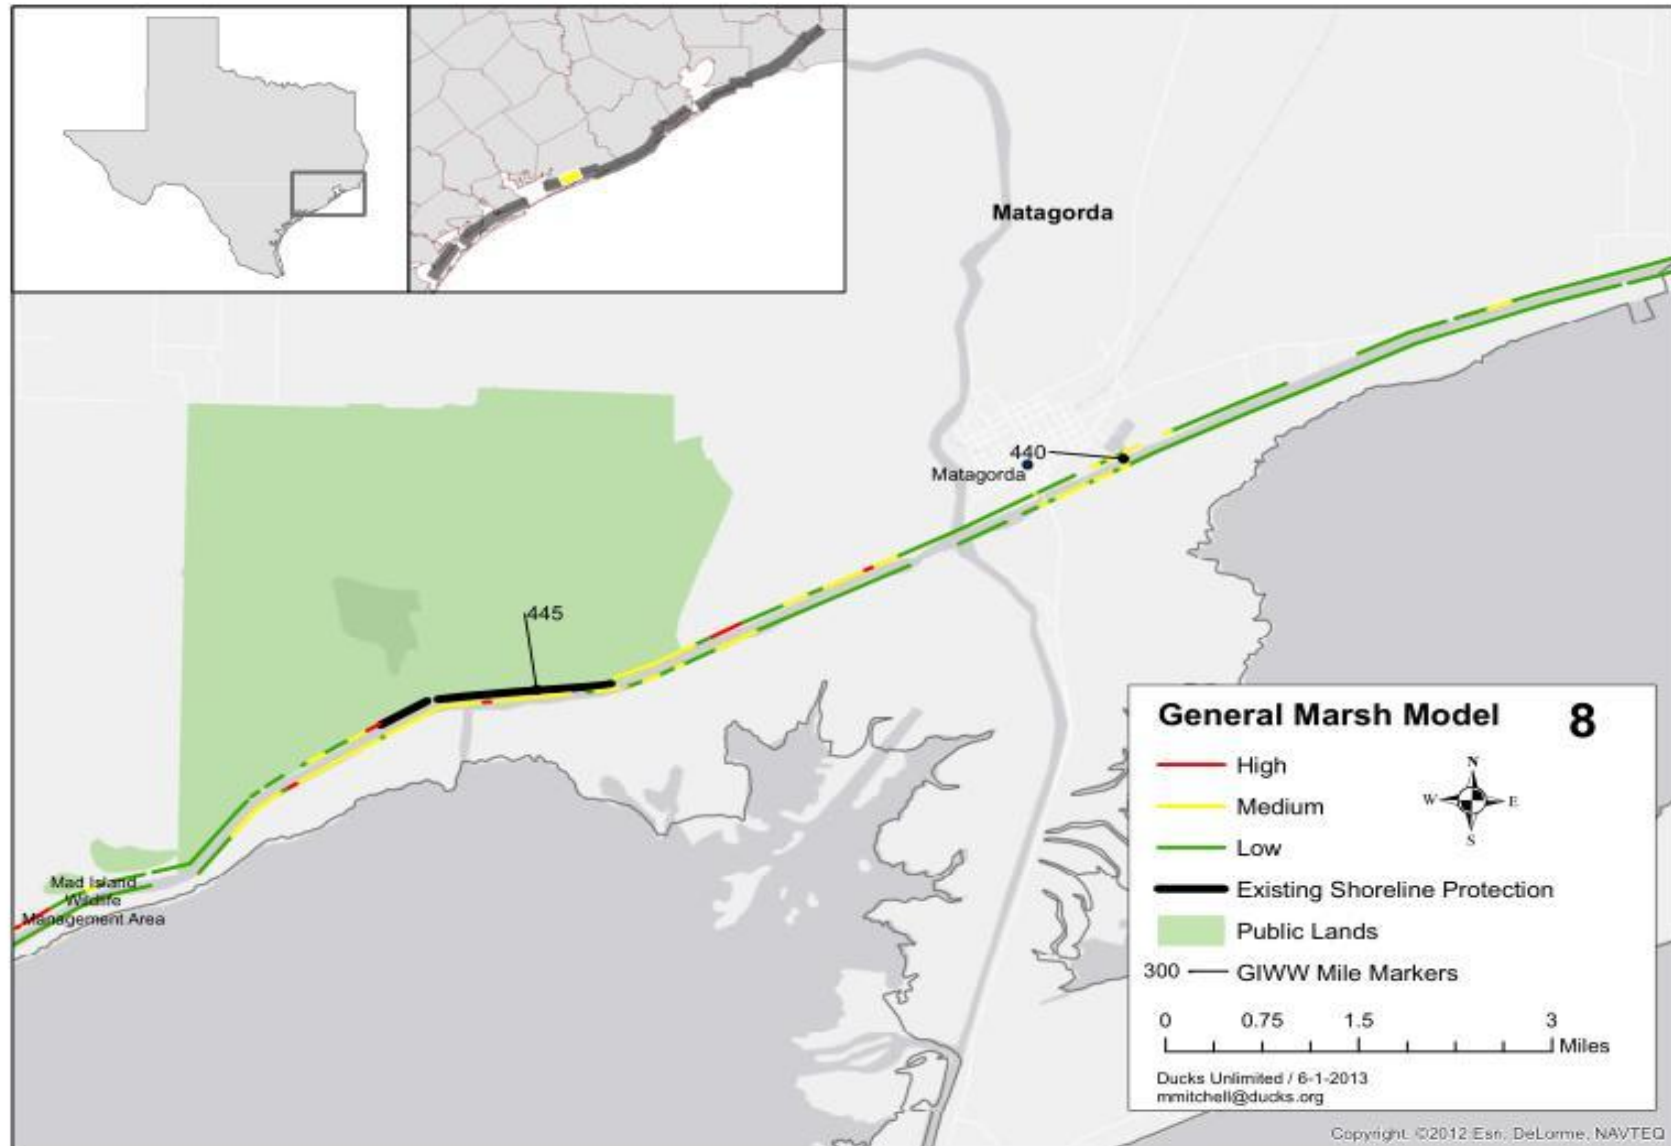 Matagorda
440
Matagorda
445
Mad Island
Wildlife
Management Area
General Marsh Model 8
High
Medium
Low
Existing Shoreline Protection
Public Lands
300 GIWW Mile Markers
N
W E
S
0 0.75 1.5 3
Miles
Ducks Unlimited / 6-1-2013
mmitchell@ducks.org
Copyright: ©2012 Esri, DeLorme, NAVTEQ